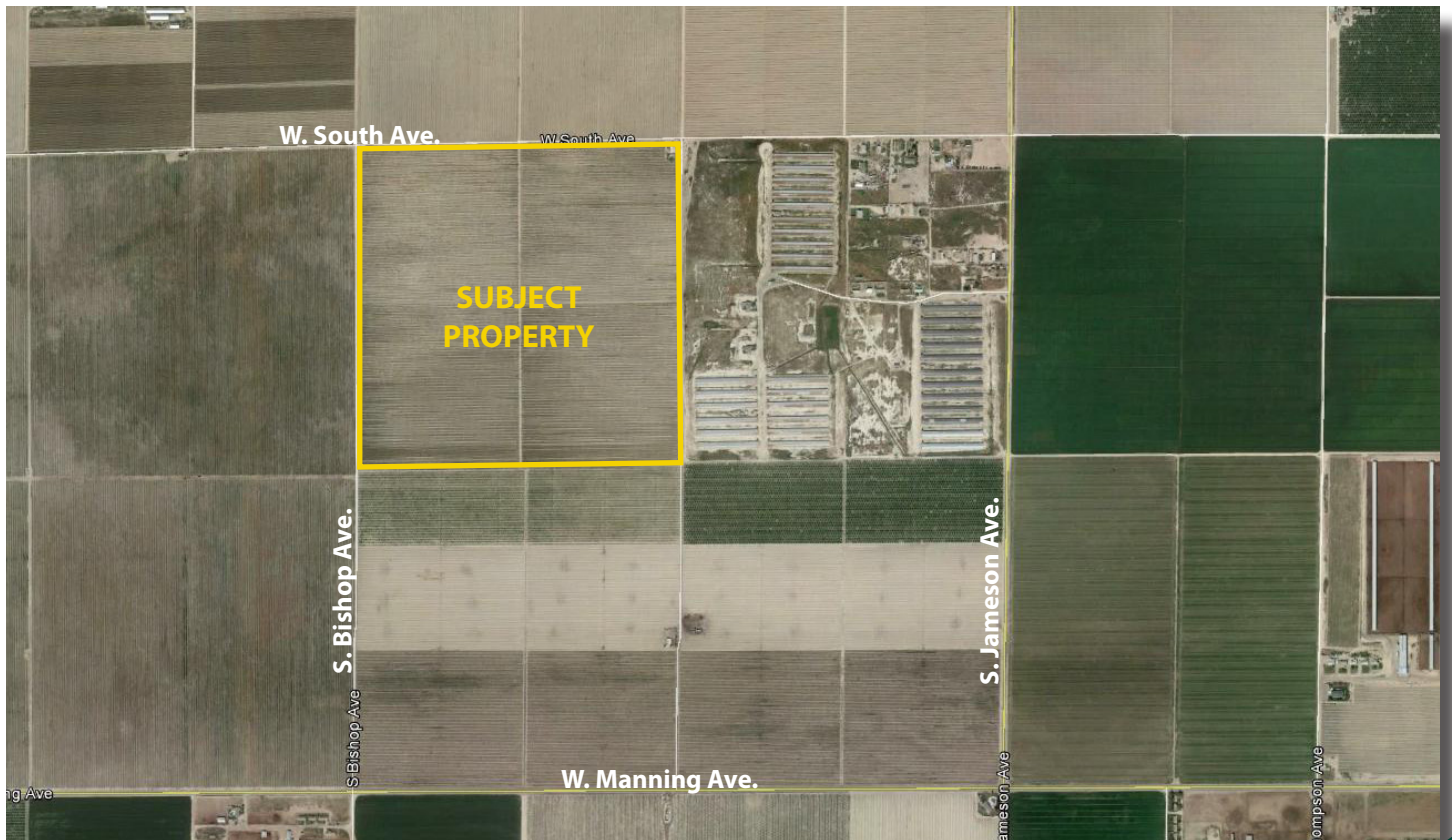 W. South Ave.
W South Ave
SUBJECT
PROPERTY
S. Bishop Ave.
S. Jameson Ave.
S Bishop Ave
W. Manning Ave.
ng Ave
ameson Ave
ompson Ave